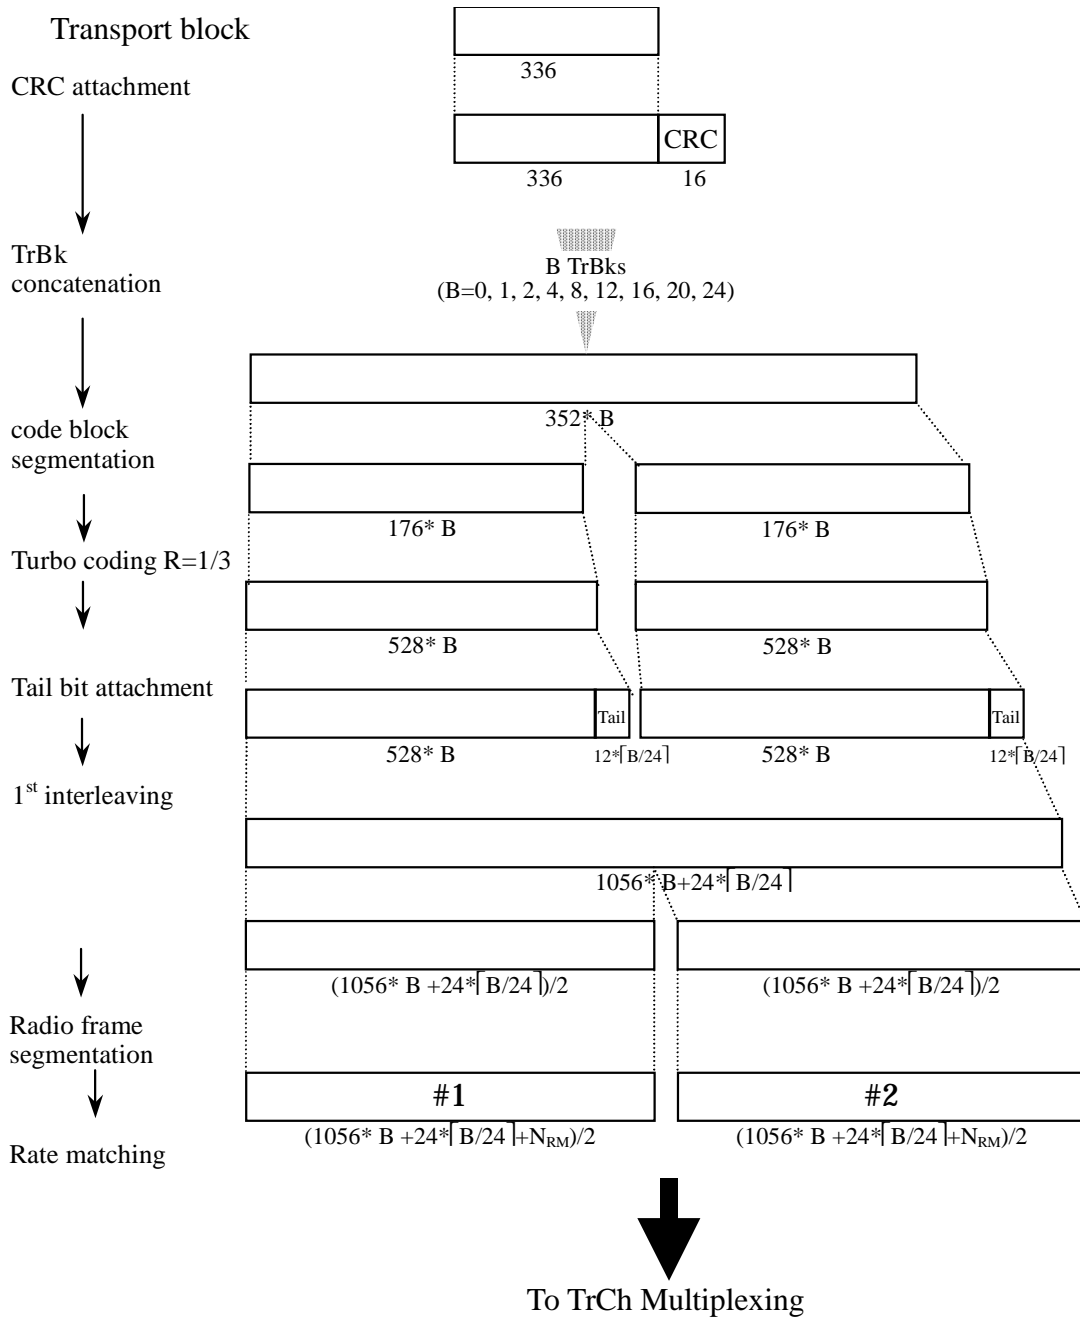 Transport block
336
CRC attachment
CRC
336 16
TrBk
concatenation
B TrBks
(B=0, 1, 2, 4, 8, 12, 16, 20, 24)
352* B
code block
segmentation
176* B 176* B
Turbo coding R=1/3
528* B 528* B
Tail bit attachment
Tail Tail
528* B 12*⌈B/24⌉ 528* B 12*⌈B/24⌉
1st interleaving
1056* B+24*⌈B/24⌉
(1056* B +24*⌈B/24⌉)/2 (1056* B +24*⌈B/24⌉)/2
Radio frame
segmentation
#1 #2
(1056* B +24*⌈B/24⌉+NRM)/2 (1056* B +24*⌈B/24⌉+NRM)/2
Rate matching
To TrCh Multiplexing